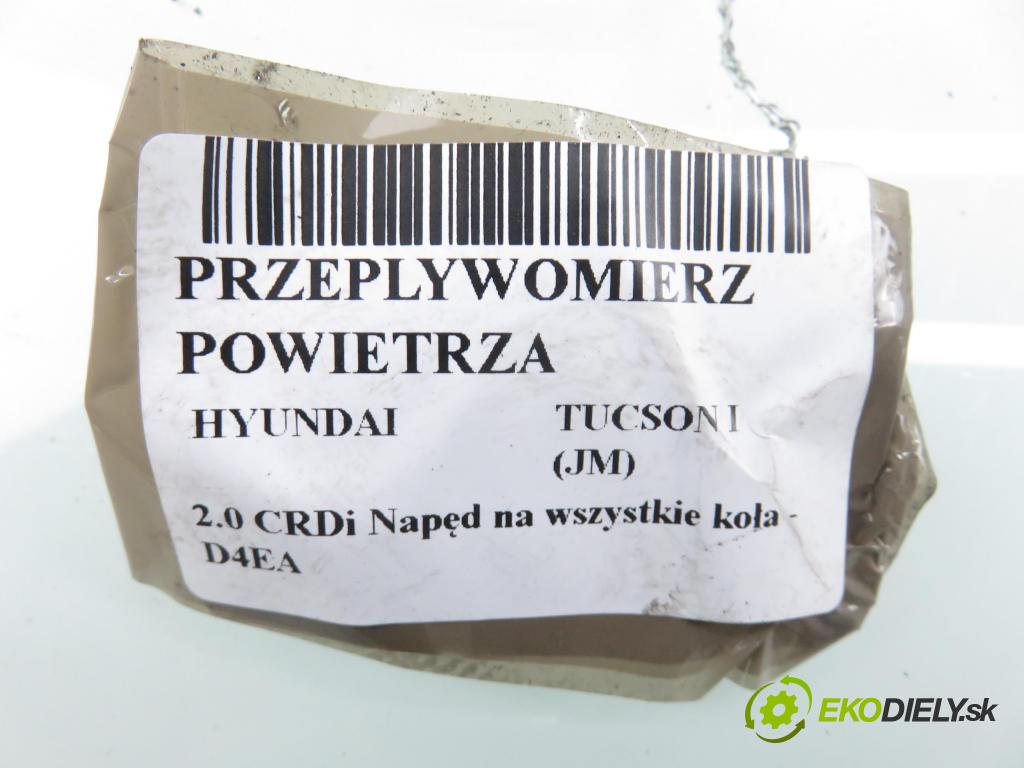 PRZEPLYWOMIERZ
POWIETRZA
HYUNDAI TUCSON I
(JM)
2.0 CRDi Napęd na wszystkie koła -
D4EA
EKODIELY.sk